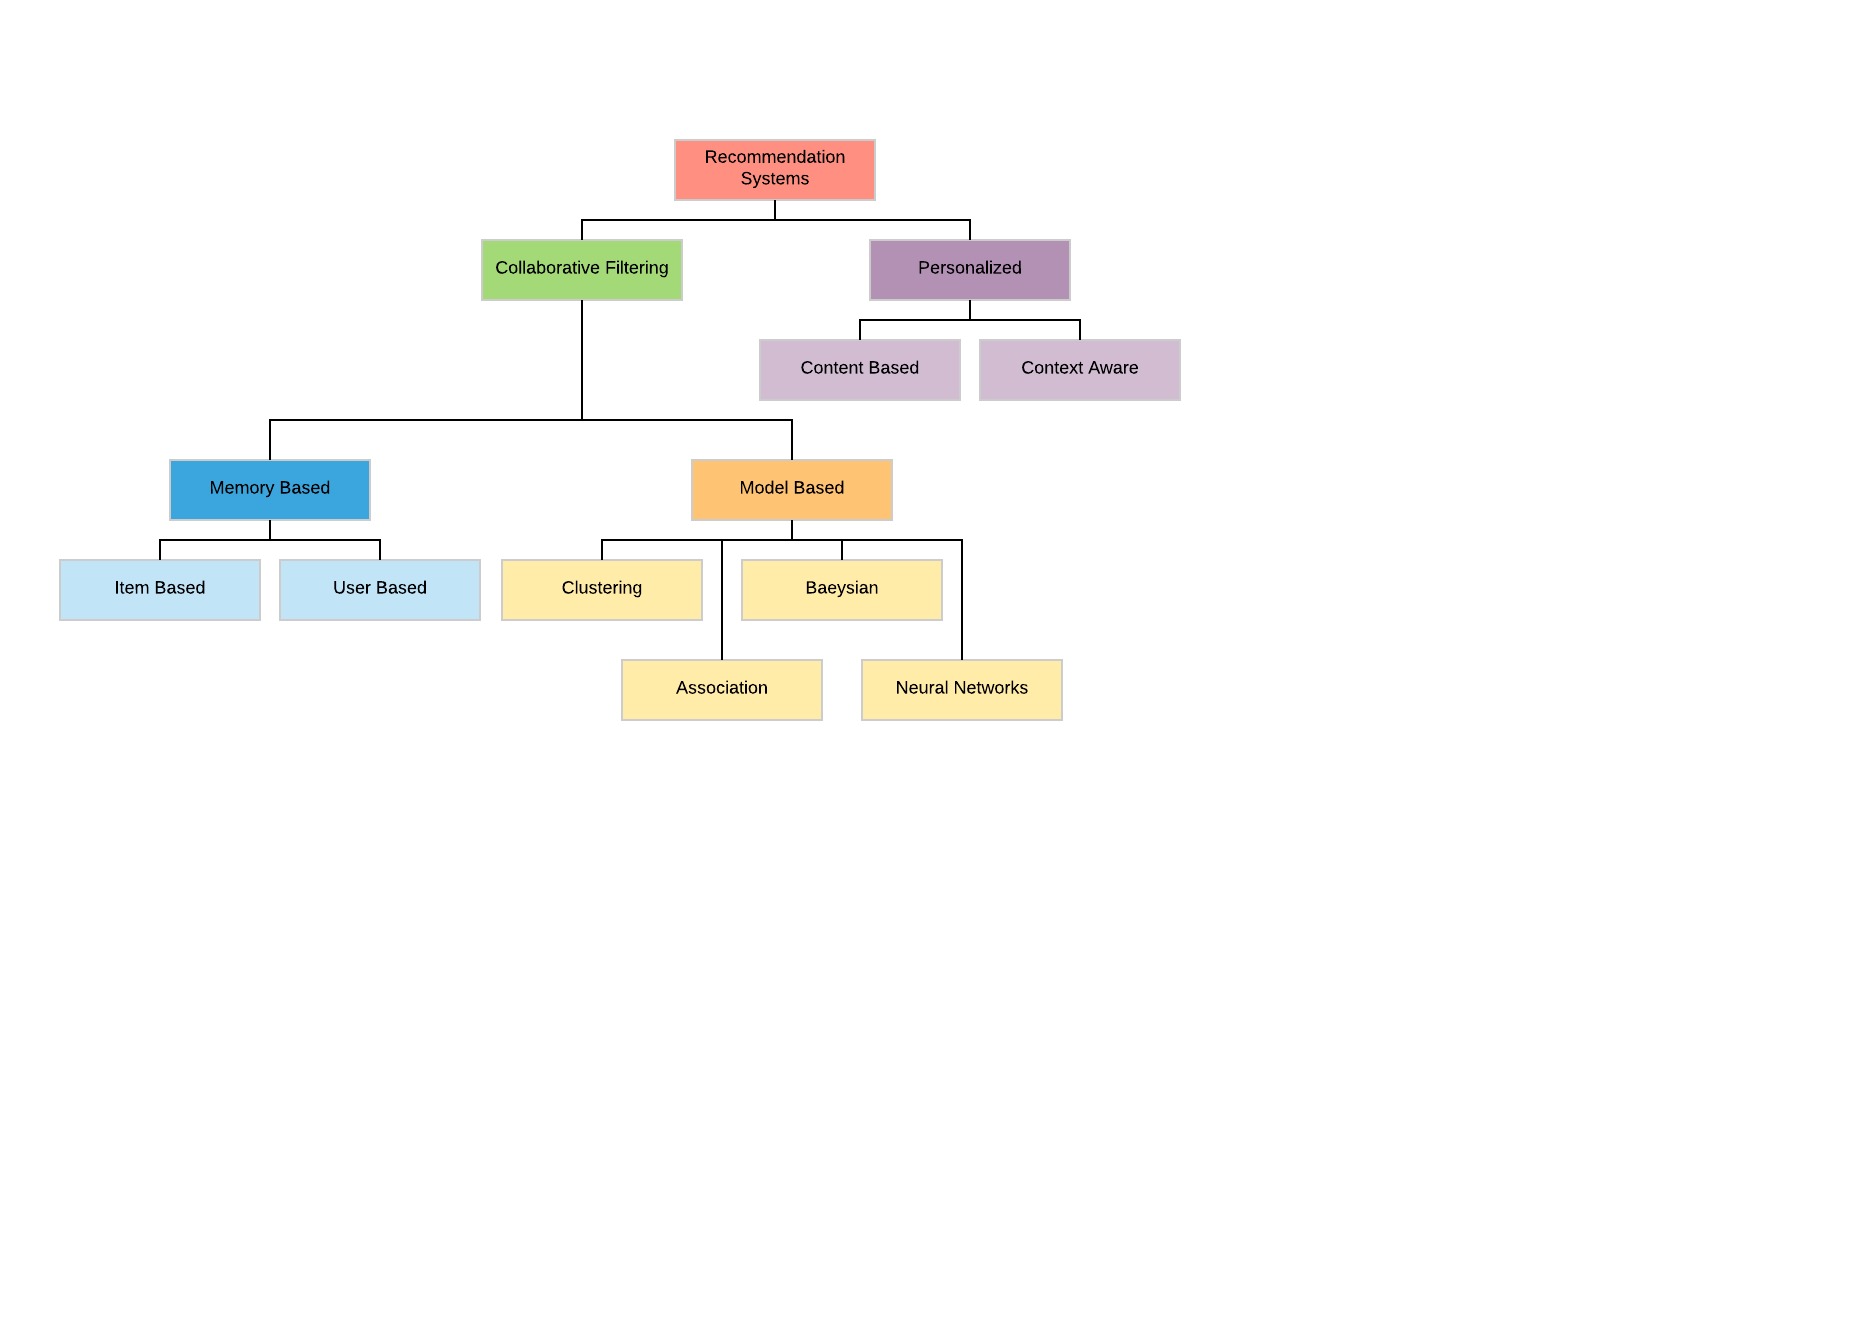 Recommendation
Systems
Collaborative Filtering
Personalized
Content Based
Context Aware
Memory Based
Model Based
Item Based
User Based
Clustering
Baeysian
Association
Neural Networks